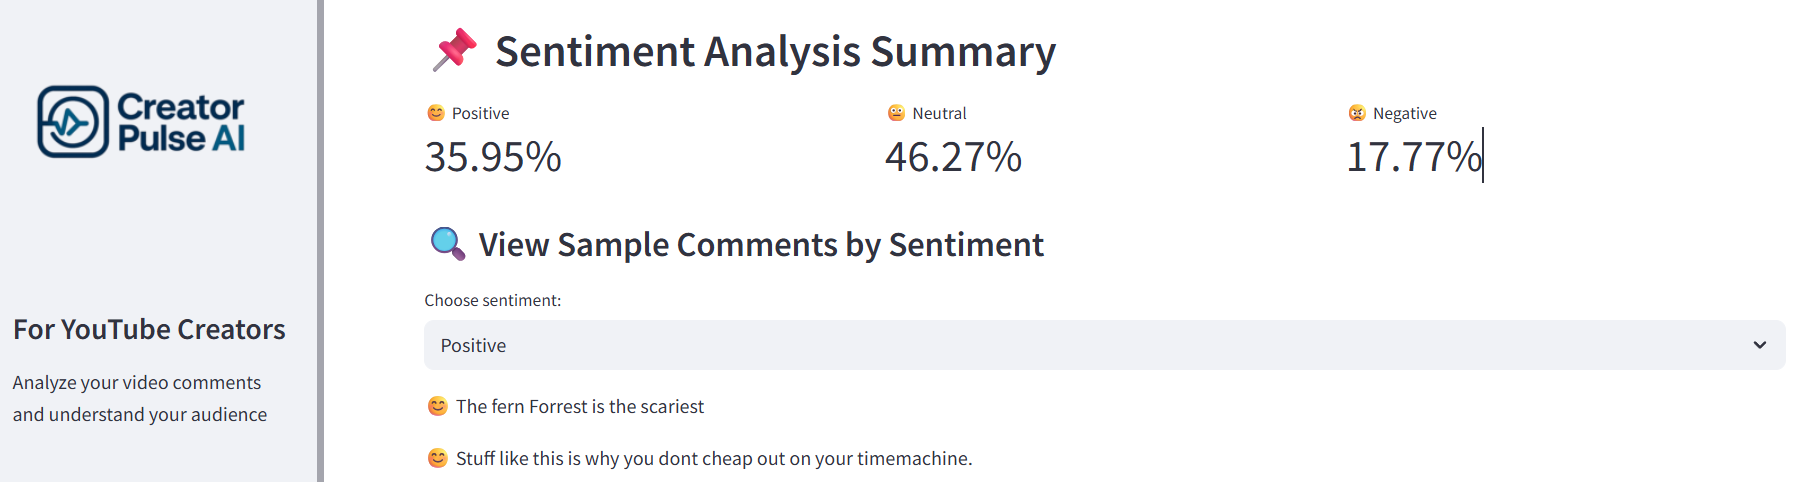 Creator
Pulse AI
For YouTube Creators
Analyze your video comments
and understand your audience
📌 Sentiment Analysis Summary
😊 Positive
35.95%
😐 Neutral
46.27%
😠 Negative
17.77%
🔍 View Sample Comments by Sentiment
Choose sentiment:
Positive
😊 The fern Forrest is the scariest
😊 Stuff like this is why you dont cheap out on your timemachine.